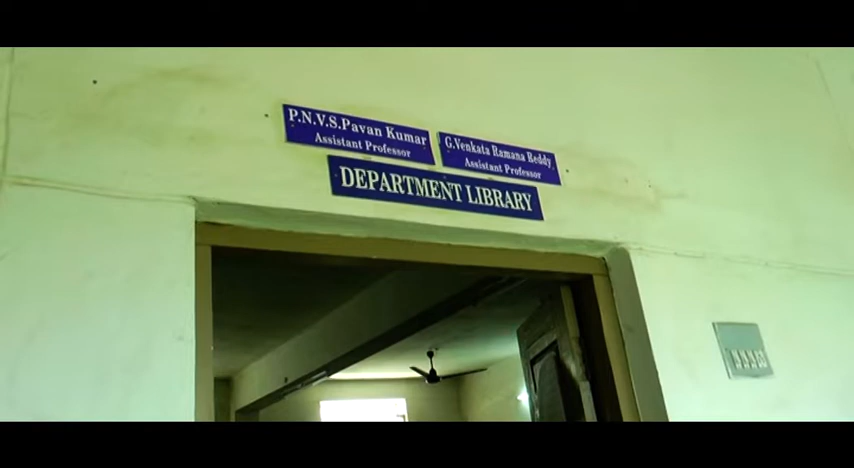 P.N.V.S.Pavan Kumar
Assistant Professor
G.Venkata Ramana Reddy
Assistant Professor
DEPARTMENT LIBRARY